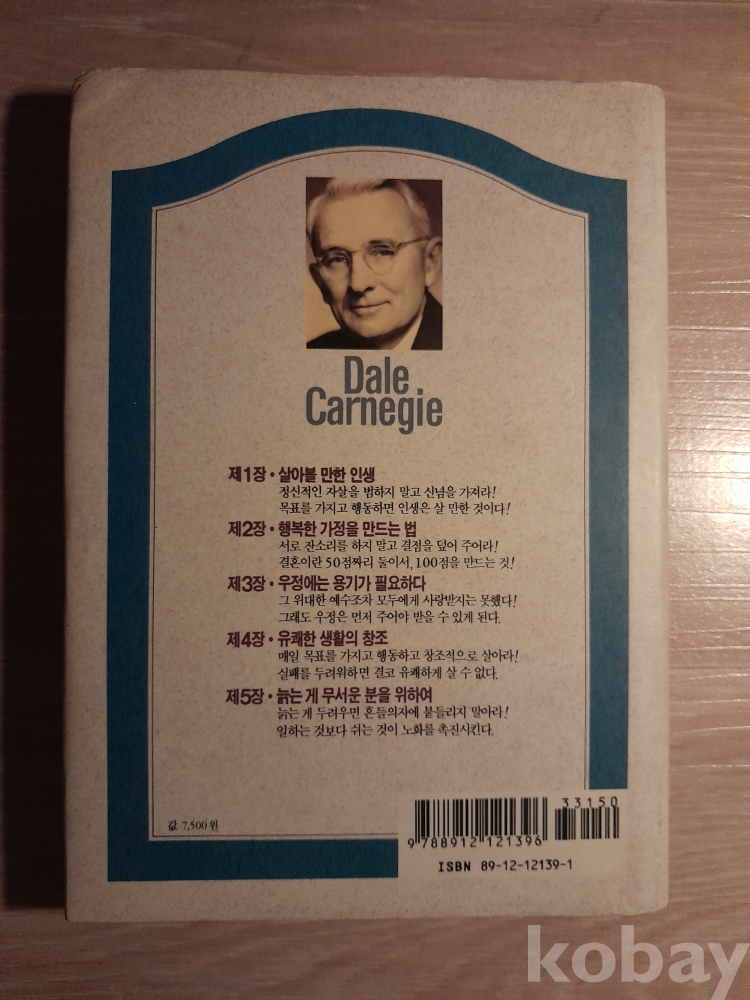 Dale
Carnegie
제1장 • 살아볼 만한 인생
정신적인 자살을 범하지 말고 신념을 가져라!
목표를 가지고 행동하면 인생은 살 만한 것이다!
제2장 • 행복한 가정을 만드는 법
서로 잔소리를 하지 말고 결점을 덮어 주어라!
결혼이란 50점짜리 둘이서, 100점을 만드는 것!
제3장 • 우정에는 용기가 필요하다
그 위대한 예수조차 모두에게 사랑받지는 못했다!
그래도 우정은 먼저 주어야 받을 수 있게 된다.
제4장 • 유쾌한 생활의 창조
매일 목표를 가지고 행동하고 창조적으로 살아라!
실패를 두려워하면 결코 유쾌하게 살 수 없다.
제5장 • 늙는 게 무서운 분을 위하여
늙는 게 두려우면 흔들의자에 붙들리지 말아라!
일하는 것보다 쉬는 것이 노화를 촉진시킨다.
값 7,500원
33150
9788912121396
ISBN 89-12-12139-1
kobay